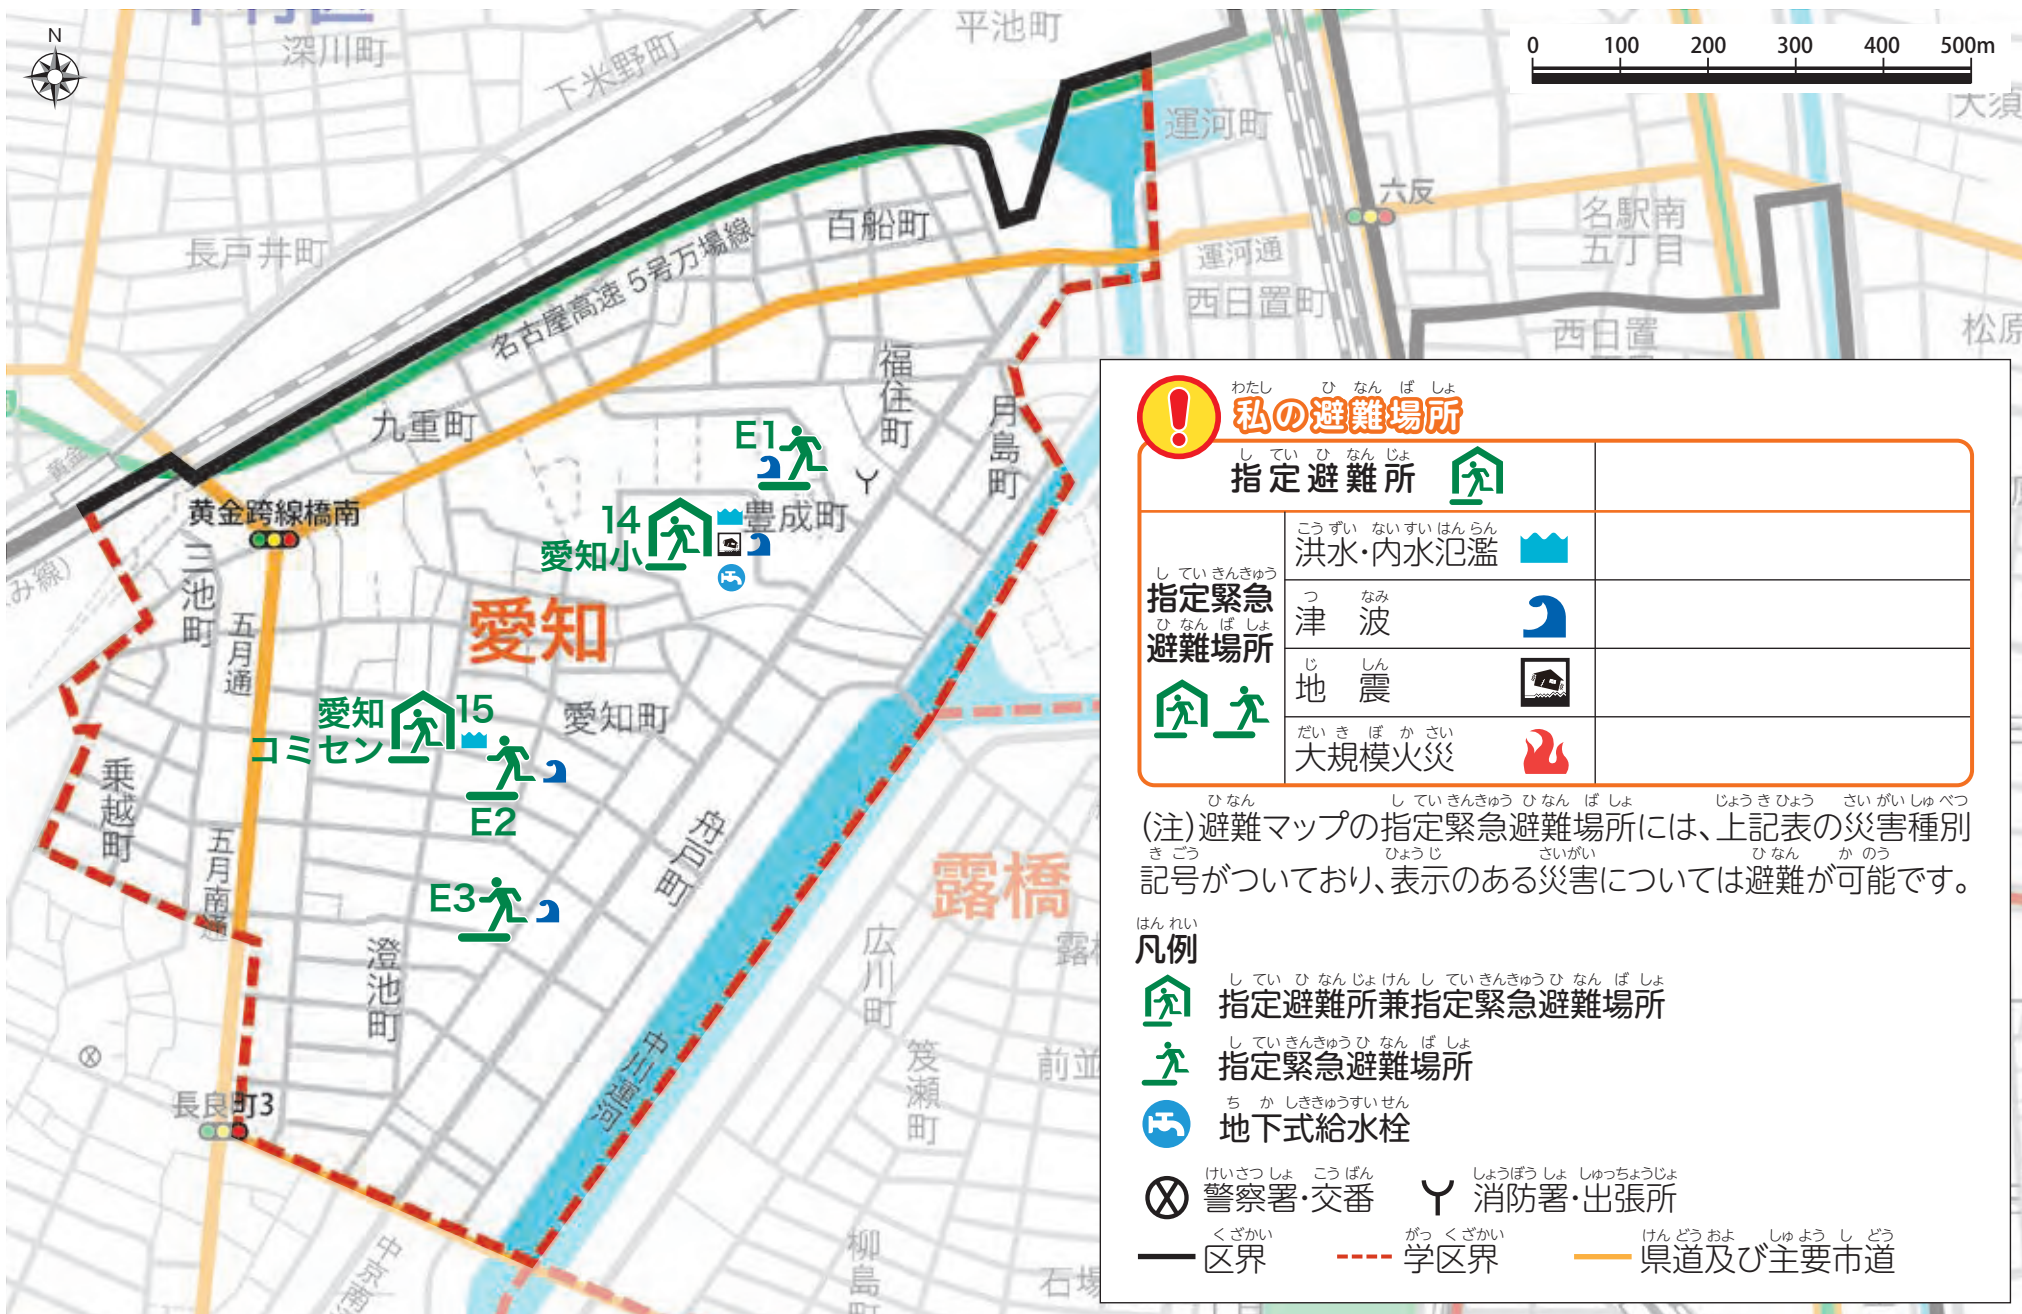 N
深川町
下米野町
平池町
0 100 200 300 400 500m
大須
運河町
六反
名駅南
五丁目
長戸井町
百船町
名古屋高速5号万場線
運河通
西日置町
西日置
松原
福住町
月島町
九重町
黄金
E1
黄金跨線橋南
14
愛知小
豊成町
三池町
み線)
五月通
愛知
愛知
コミセン
15
愛知町
E2
乗越町
五月南通
舟戸町
露橋
E3
澄池町
広川町
露橋
中川運河
笈瀬町
前並
長良町3
中京南
柳島町
石場
わたし ひなんばしょ
私の避難場所
していひなんじょ
指定避難所
していきんきゅう
指定緊急
ひなんばしょ
避難場所
こうずい ないすいはんらん
洪水・内水氾濫
つ なみ
津 波
じ しん
地 震
だいきぼかさい
大規模火災
ひなん していきんきゅうひなんばしょ じょうきひょう さいがいしゅべつ
(注)避難マップの指定緊急避難場所には、上記表の災害種別
きごう ひょうじ さいがい ひなん かのう
記号がついており、表示のある災害については避難が可能です。
はんれい
凡例
していひなんじょけんしていきんきゅうひなんばしょ
指定避難所兼指定緊急避難場所
していきんきゅうひなんばしょ
指定緊急避難場所
ちかしききゅうすいせん
地下式給水栓
けいさつしょ こうばん
警察署・交番
しょうぼうしょ しゅっちょうじょ
消防署・出張所
くざかい
区界
がっくざかい
学区界
けんどうおよ しゅようしどう
県道及び主要市道